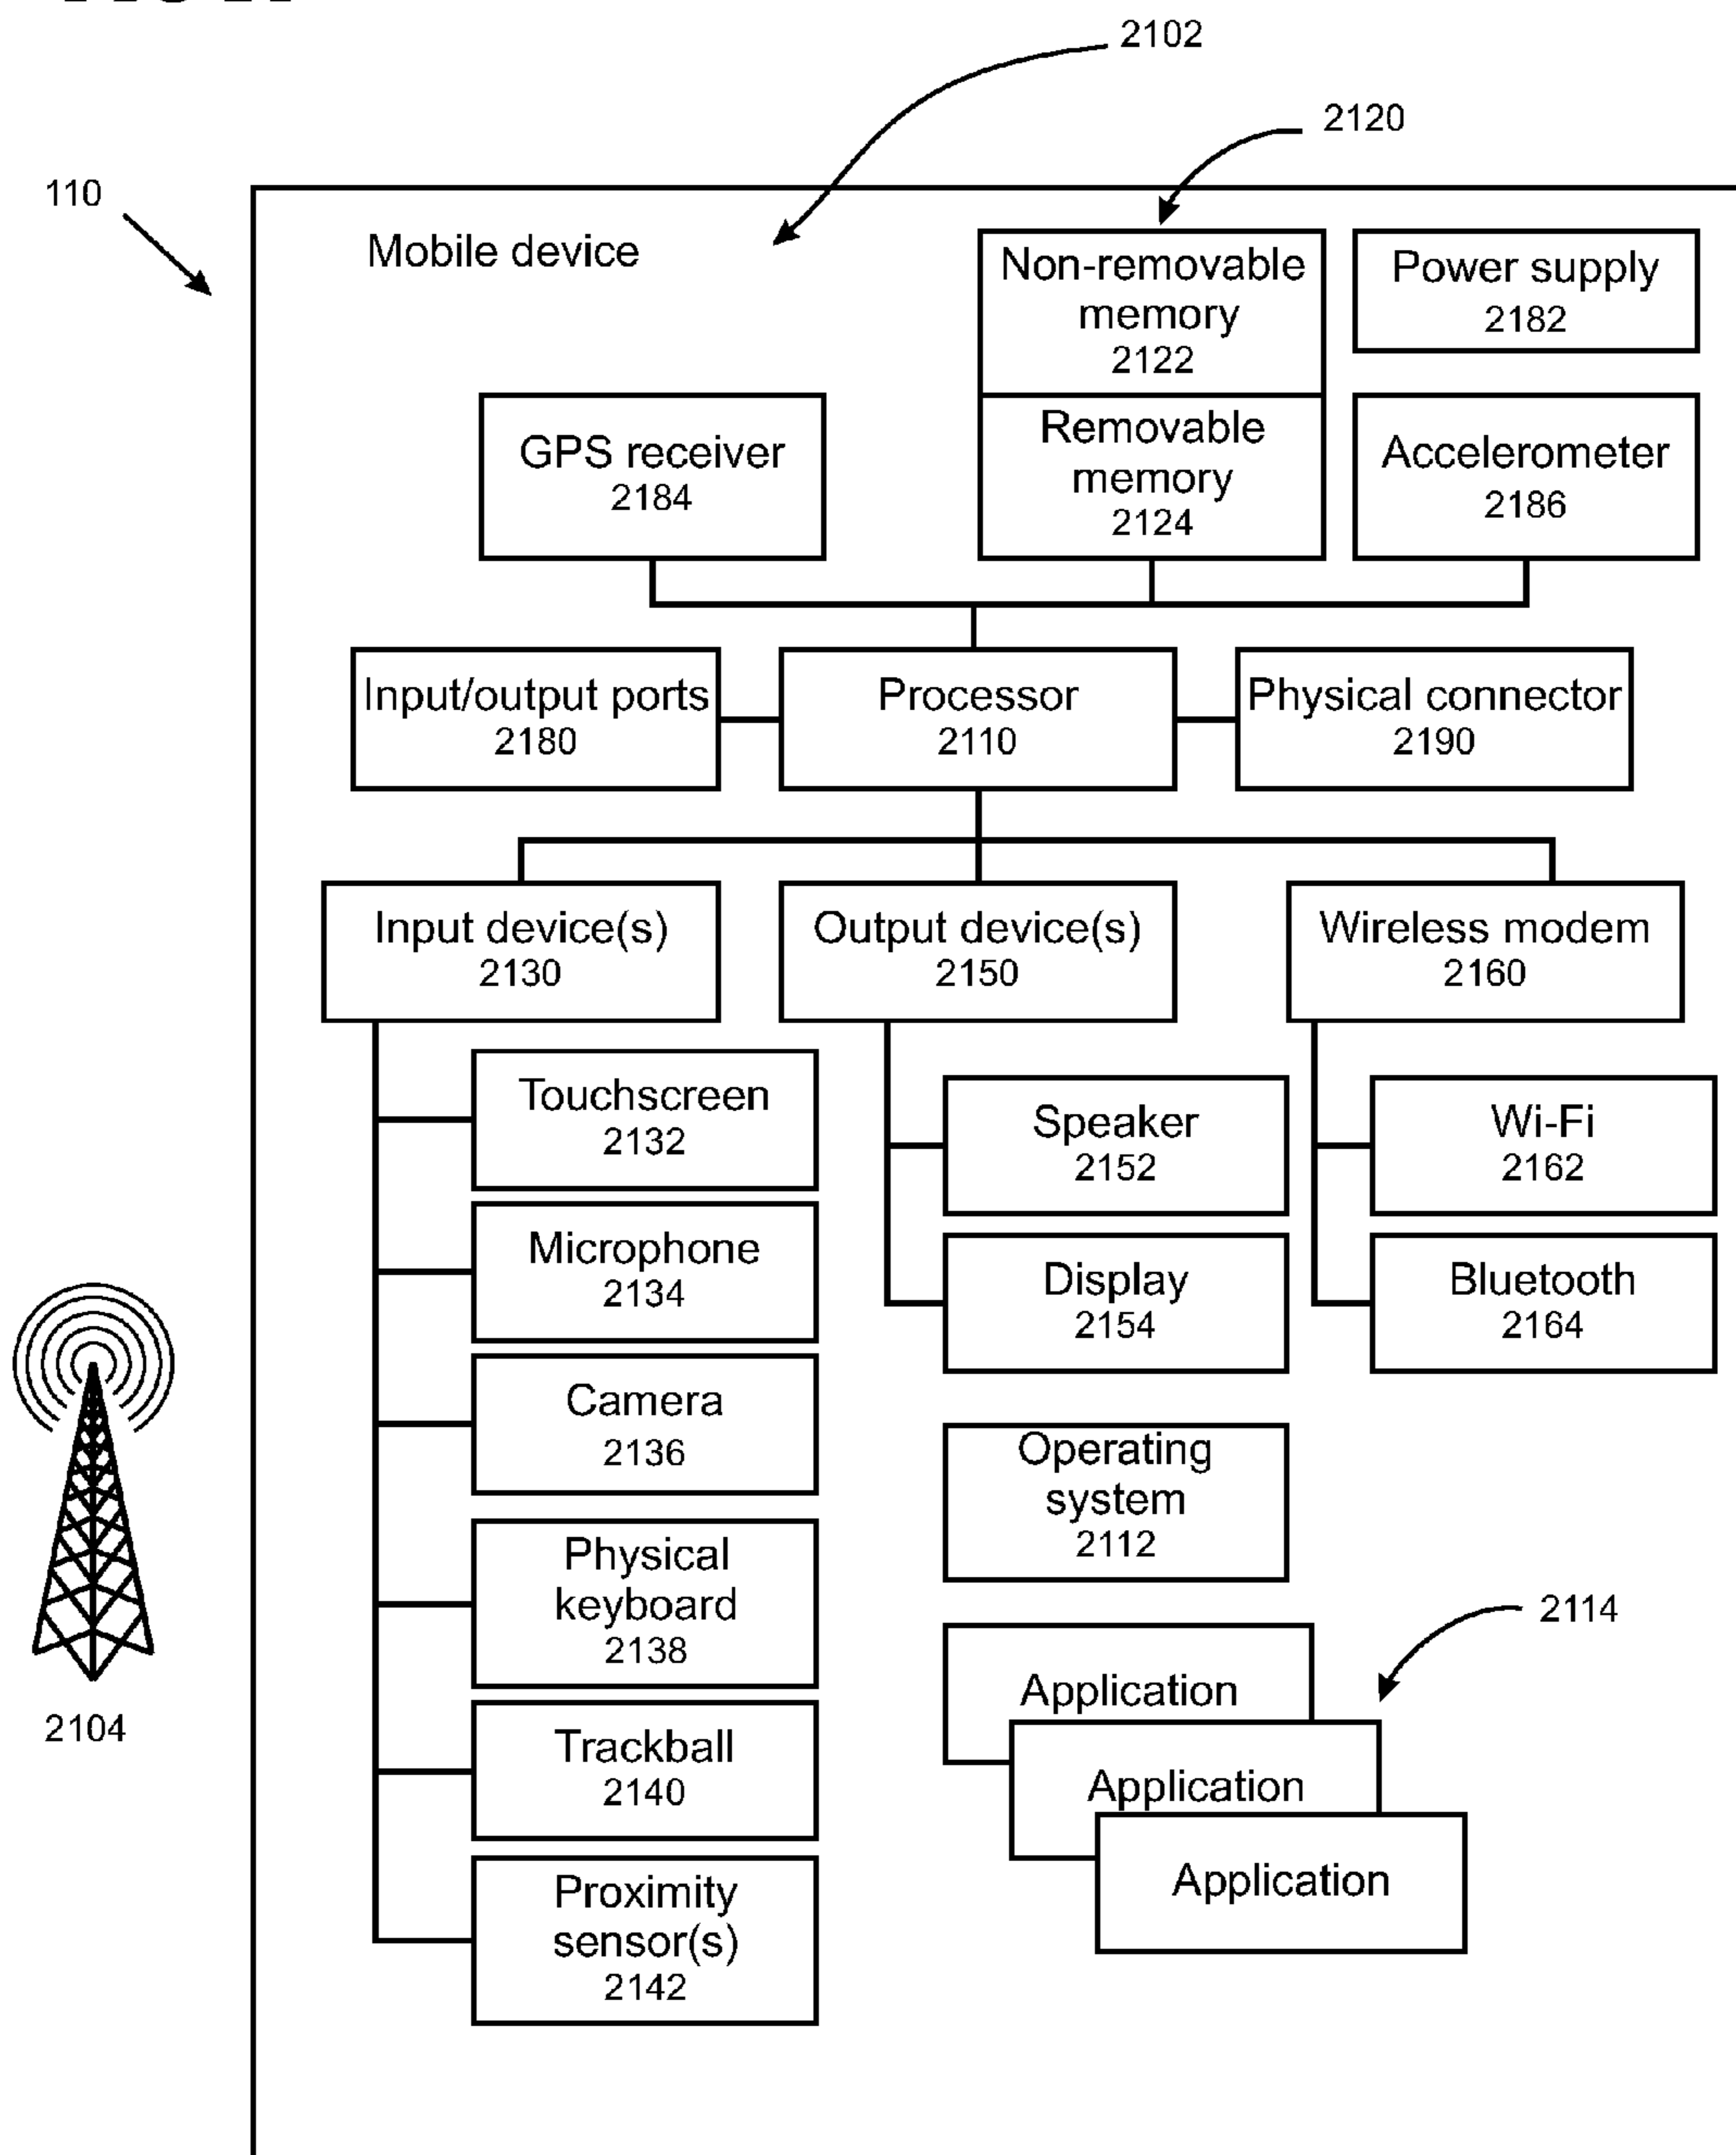 2102
2120
110
Mobile device
Non-removable
memory
2122
Power supply
2182
GPS receiver
2184
Removable
memory
2124
Accelerometer
2186
Input/output ports
2180
Processor
2110
Physical connector
2190
Input device(s)
2130
Output device(s)
2150
Wireless modem
2160
Touchscreen
2132
Speaker
2152
Wi-Fi
2162
Microphone
2134
Display
2154
Bluetooth
2164
Camera
2136
Operating
system
2112
Physical
keyboard
2138
2114
2104
Application
Trackball
2140
Application
Proximity
sensor(s)
2142
Application